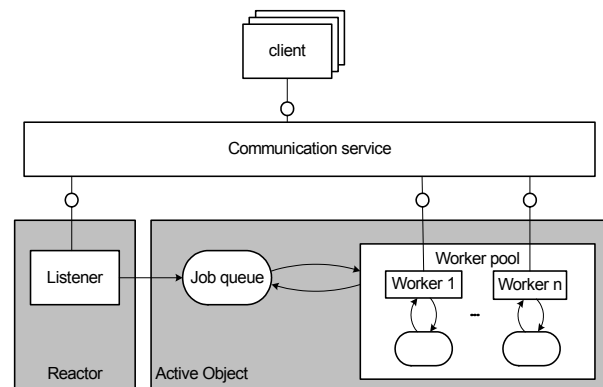 client
Communication service
Listener
Job queue
Worker pool
Worker 1
Worker n
...
Reactor
Active Object